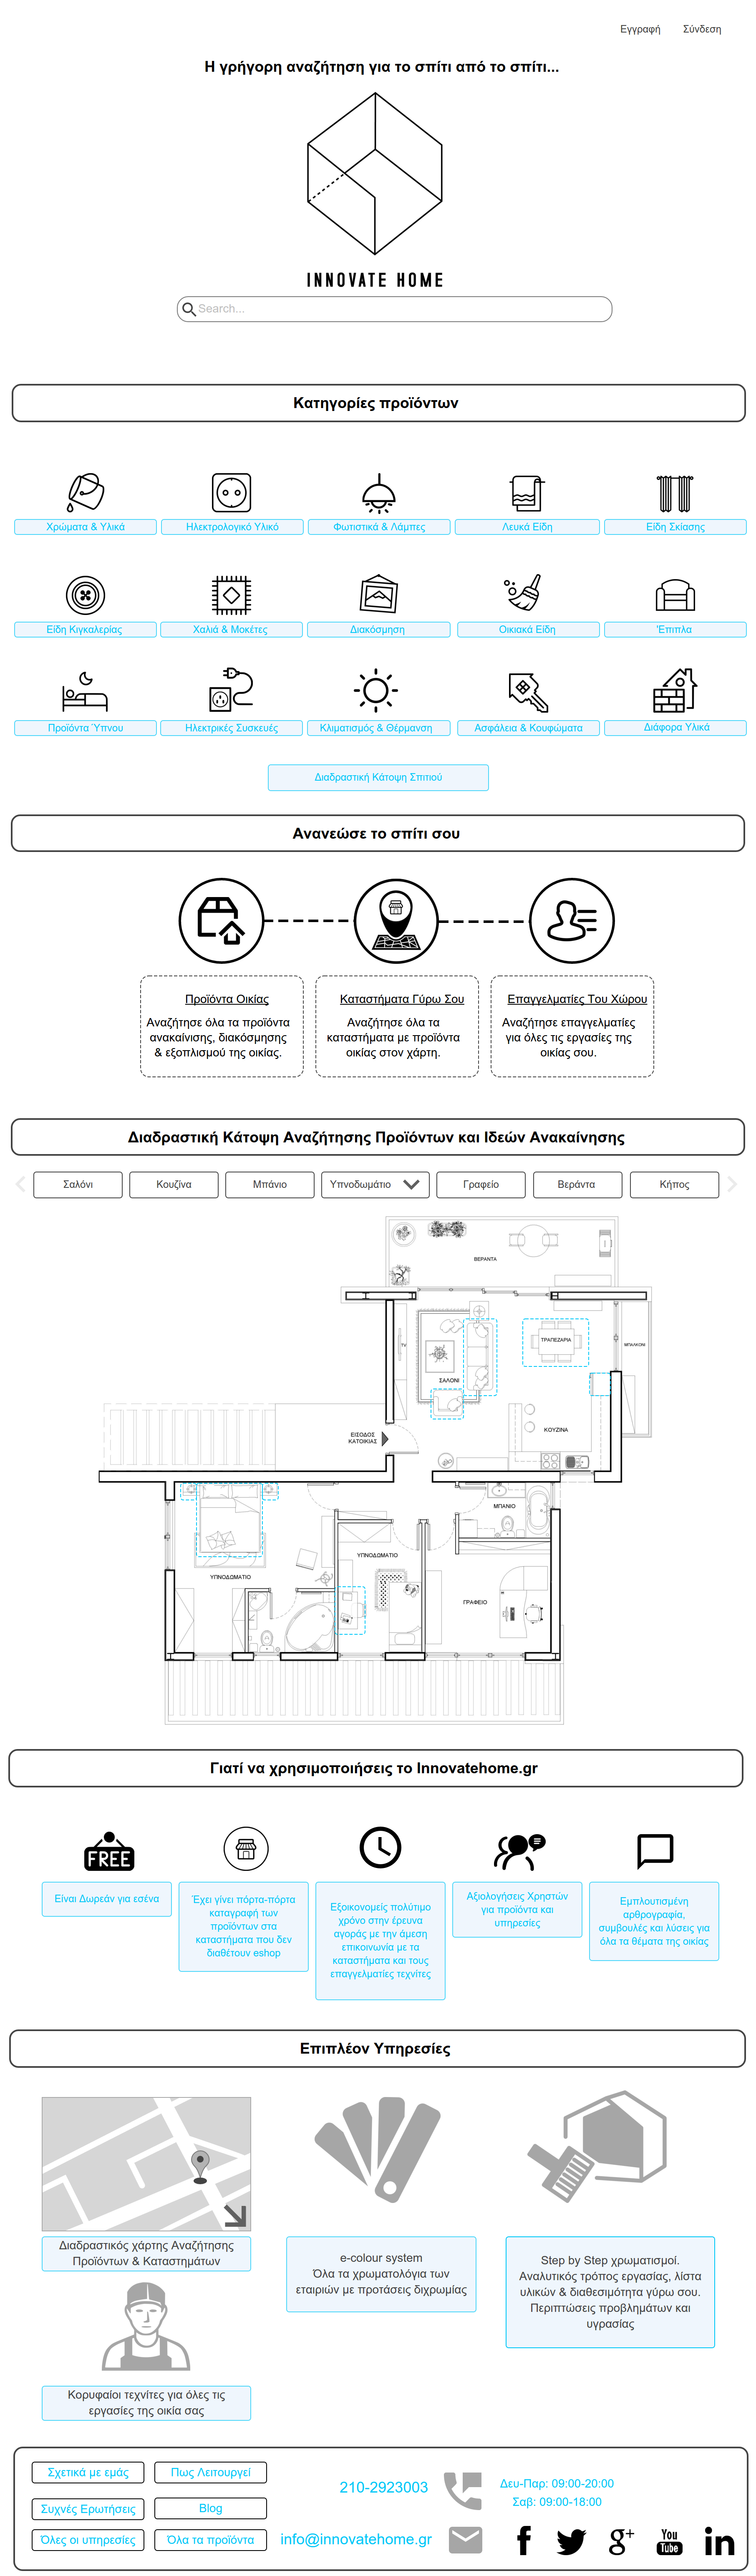 Εγγραφή Σύνδεση
Η γρήγορη αναζήτηση για το σπίτι από το σπίτι...
INNOVATE HOME
Search...
Κατηγορίες προϊόντων
Χρώματα & Υλικά Ηλεκτρολογικό Υλικό Φωτιστικά & Λάμπες Λευκά Είδη Είδη Σκίασης
Είδη Κιγκαλερίας Χαλιά & Μοκέτες Διακόσμηση Οικιακά Είδη 'Επιπλα
Προϊόντα Ύπνου Ηλεκτρικές Συσκευές Κλιματισμός & Θέρμανση Ασφάλεια & Κουφώματα Διάφορα Υλικά
Διαδραστική Κάτοψη Σπιτιού
Ανανεώσε το σπίτι σου
Προϊόντα Οικίας
Αναζήτησε όλα τα προϊόντα
ανακαίνισης, διακόσμησης
& εξοπλισμού της οικίας.
Καταστήματα Γύρω Σου
Αναζήτησε όλα τα
καταστήματα με προϊόντα
οικίας στον χάρτη.
Επαγγελματίες Του Χώρου
Αναζήτησε επαγγελματίες
για όλες τις εργασίες της
οικίας σου.
Διαδραστική Κάτοψη Αναζήτησης Προϊόντων και Ιδεών Ανακαίνησης
Σαλόνι Κουζίνα Μπάνιο Υπνοδωμάτιο Γραφείο Βεράντα Κήπος
ΒΕΡΑΝΤΑ
ΤΡΑΠΕΖΑΡΙΑ
TV
ΜΠΑΛΚΟΝΙ
ΣΑΛΟΝΙ
ΚΟΥΖΙΝΑ
ΕΙΣΟΔΟΣ
ΚΑΤΟΙΚΙΑΣ
ΜΠΑΝΙΟ
ΥΠΝΟΔΩΜΑΤΙΟ
ΥΠΝΟΔΩΜΑΤΙΟ
ΓΡΑΦΕΙΟ
Γιατί να χρησιμοποιήσεις το Innovatehome.gr
FREE
Είναι Δωρεάν για εσένα
Έχει γίνει πόρτα-πόρτα
καταγραφή των
προϊόντων στα
καταστήματα που δεν
διαθέτουν eshop
Εξοικονομείς πολύτιμο
χρόνο στην έρευνα
αγοράς με την άμεση
επικοινωνία με τα
καταστήματα και τους
επαγγελματίες τεχνίτες
Αξιολογήσεις Χρηστών
για προϊόντα και
υπηρεσίες
Εμπλουτισμένη
αρθρογραφία,
συμβουλές και λύσεις για
όλα τα θέματα της οικίας
Επιπλέον Υπηρεσίες
Διαδραστικός χάρτης Αναζήτησης
Προϊόντων & Καταστημάτων
e-colour system
Όλα τα χρωματολόγια των
εταιριών με προτάσεις διχρωμίας
Step by Step χρωματισμοί.
Αναλυτικός τρόπος εργασίας, λίστα
υλικών & διαθεσιμότητα γύρω σου.
Περιπτώσεις προβλημάτων και
υγρασίας
Κορυφαίοι τεχνίτες για όλες τις
εργασίες της οικία σας
Σχετικά με εμάς Πως Λειτουργεί
Συχνές Ερωτήσεις Blog
Όλες οι υπηρεσίες Όλα τα προϊόντα
210-2923003
info@innovatehome.gr
Δευ-Παρ: 09:00-20:00
Σαβ: 09:00-18:00
f g+ You Tube in